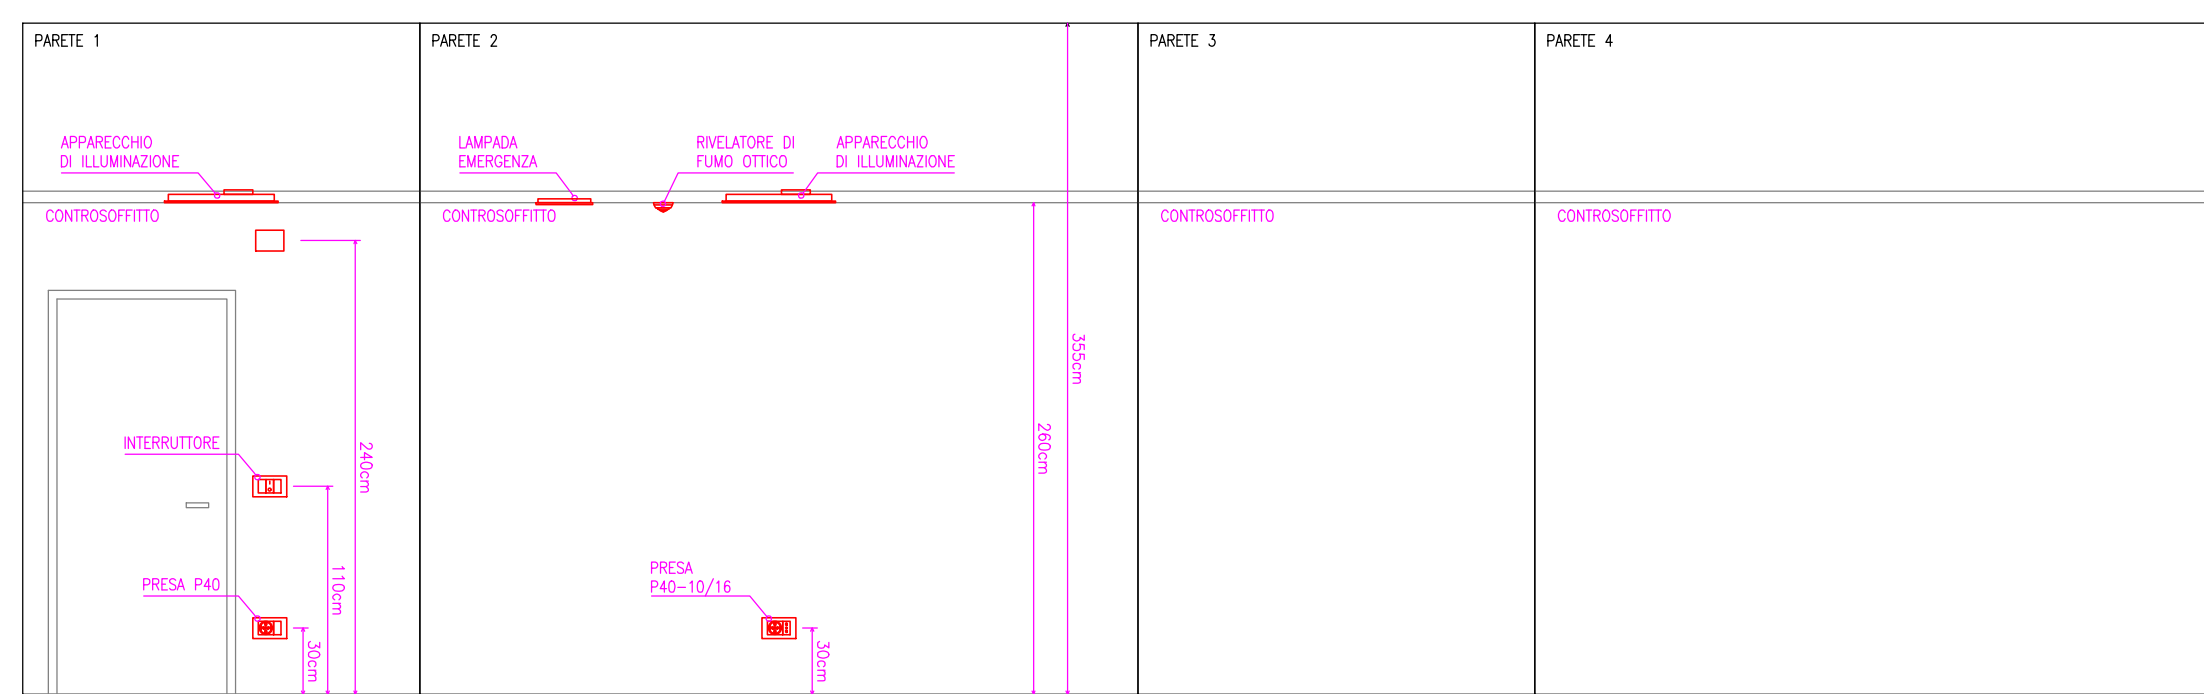 PARETE 1
PARETE 2
PARETE 3
PARETE 4
APPARECCHIO
DI ILLUMINAZIONE
LAMPADA
EMERGENZA
RIVELATORE DI
FUMO OTTICO
APPARECCHIO
DI ILLUMINAZIONE
CONTROSOFFITTO
CONTROSOFFITTO
CONTROSOFFITTO
CONTROSOFFITTO
355cm
260cm
240cm
INTERRUTTORE
110cm
PRESA P40
30cm
PRESA
P40-10/16
30cm